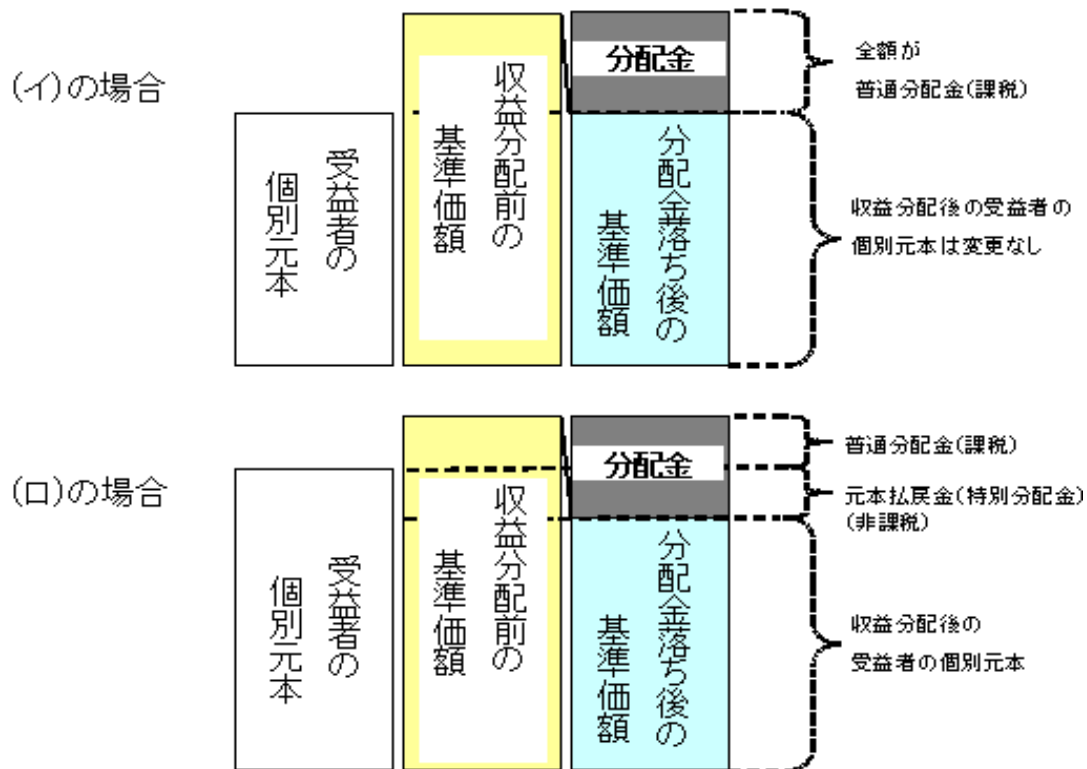 (イ)の場合
受益者の
個別元本
収益分配前の
基準価額
分配金
分配金落ち後の
基準価額
全額が
普通分配金(課税)
収益分配後の受益者の
個別元本は変更なし
(ロ)の場合
受益者の
個別元本
収益分配前の
基準価額
分配金
分配金落ち後の
基準価額
普通分配金(課税)
元本払戻金(特別分配金)
(非課税)
収益分配後の
受益者の個別元本